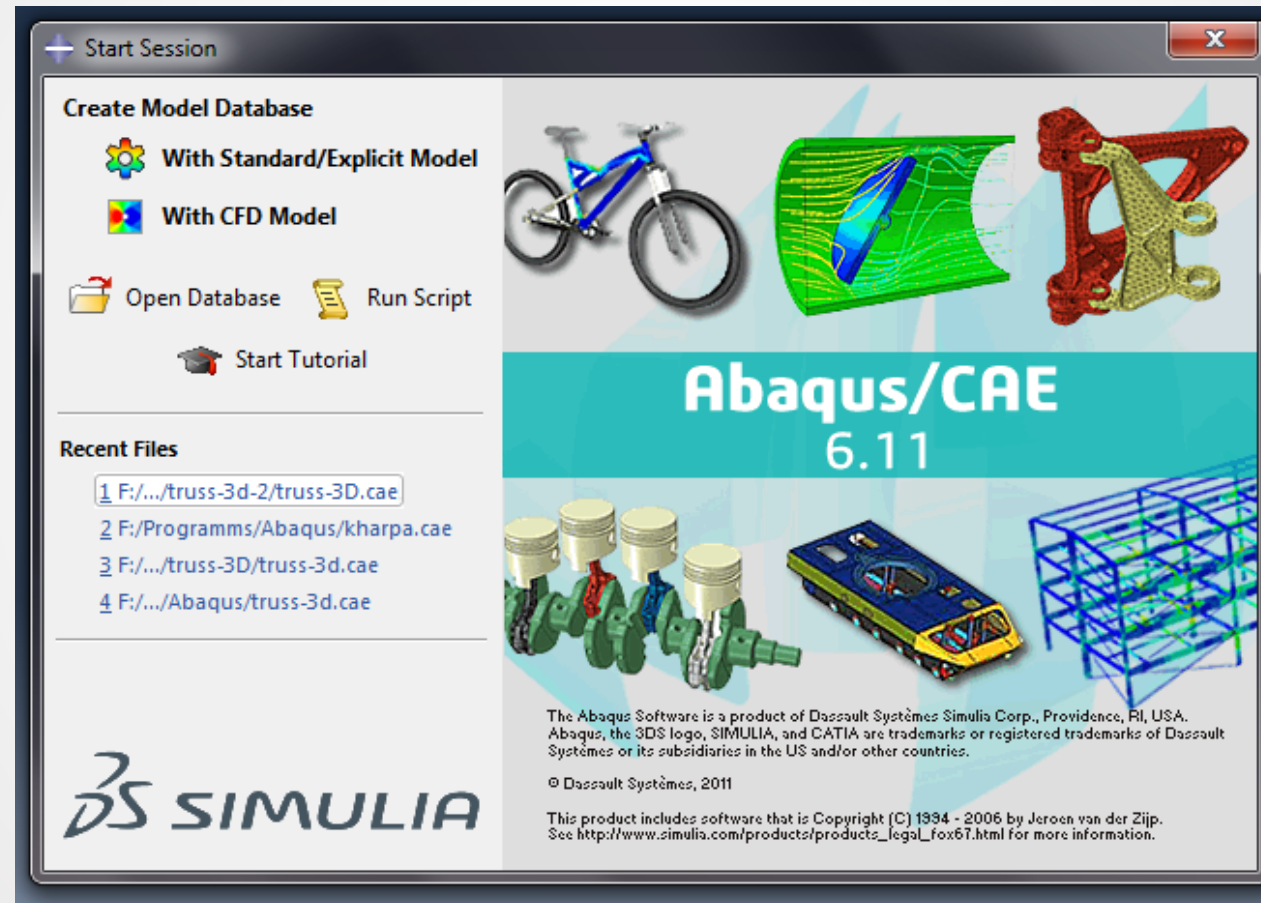 Start Session
Create Model Database
With Standard/Explicit Model
With CFD Model
Open Database
Run Script
Start Tutorial
Recent Files
1 F:/.../truss-3d-2/truss-3D.cae
2 F:/Programms/Abaqus/kharpa.cae
3 F:/.../truss-3D/truss-3d.cae
4 F:/.../Abaqus/truss-3d.cae
3DS SIMULIA
Abaqus/CAE
6.11
The Abaqus Software is a product of Dassault Systèmes Simulia Corp., Providence, RI, USA.
Abaqus, the 3DS logo, SIMULIA, and CATIA are trademarks or registered trademarks of Dassault
Systèmes or its subsidiaries in the US and/or other countries.
© Dassault Systèmes, 2011
This product includes software that is Copyright (C) 1994 - 2006 by Jeroen van der Zijp.
See http://www.simulia.com/products/products_legal_fox67.html for more information.